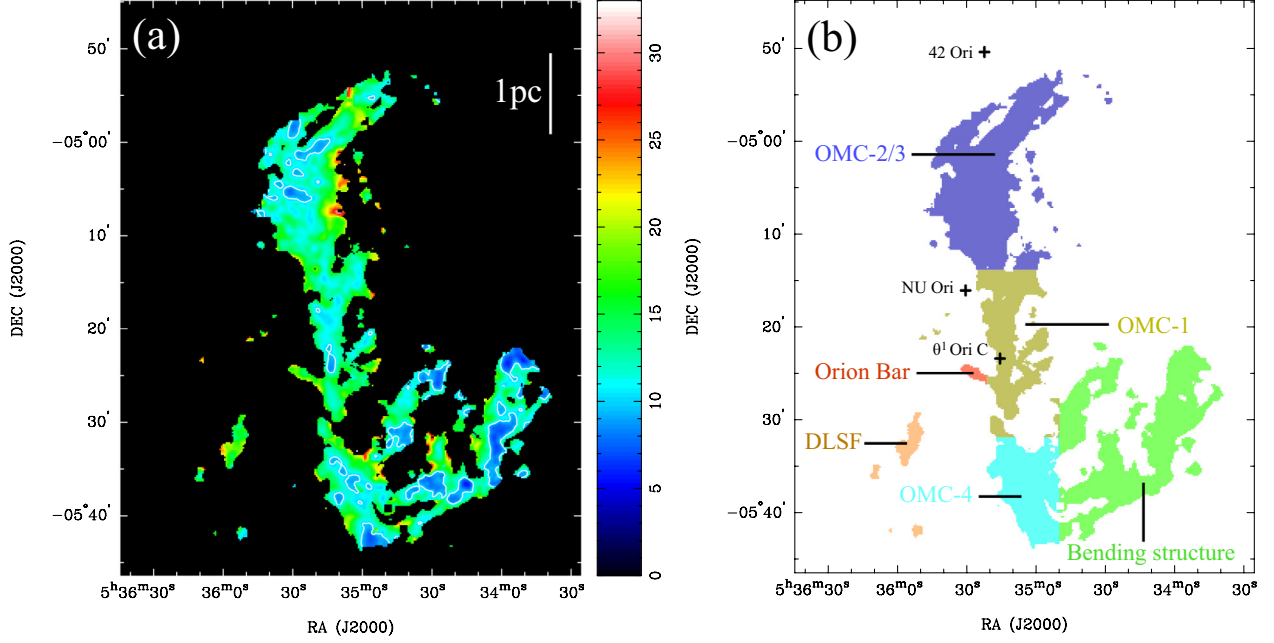 (a)
1pc
50'
−05°00'
10'
20'
30'
−05°40'
DEC (J2000)
5ʰ36ᵐ30ˢ
36ᵐ0ˢ
30ˢ
35ᵐ0ˢ
30ˢ
34ᵐ0ˢ
30ˢ
RA (J2000)
30
25
20
15
10
5
0
(b)
42 Ori
OMC-2/3
NU Ori
OMC-1
θ¹ Ori C
Orion Bar
DLSF
OMC-4
Bending structure
50'
−05°00'
10'
20'
30'
−05°40'
DEC (J2000)
5ʰ36ᵐ30ˢ
36ᵐ0ˢ
30ˢ
35ᵐ0ˢ
30ˢ
34ᵐ0ˢ
30ˢ
RA (J2000)